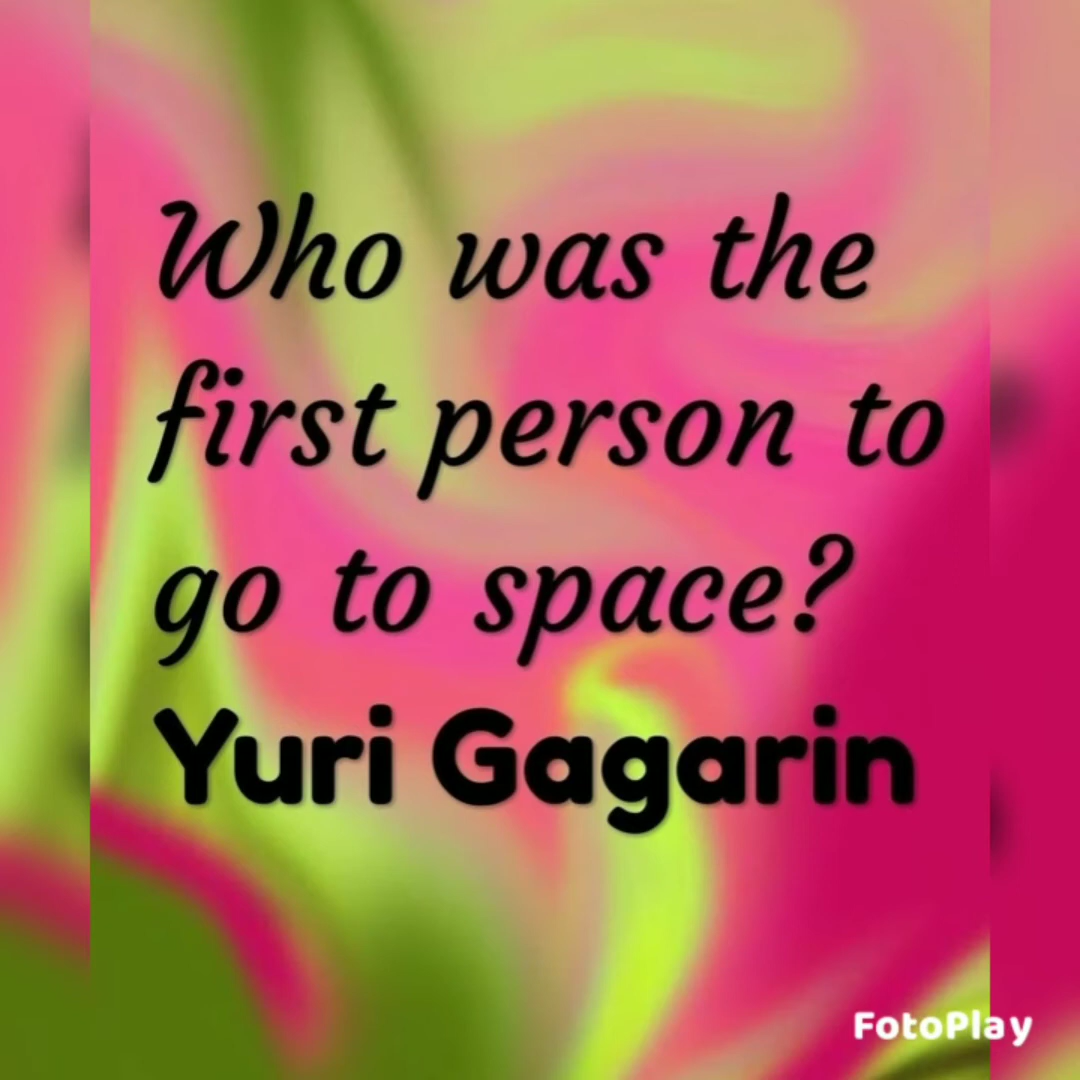 Who was the
first person to
go to space?
Yuri Gagarin
FotoPlay